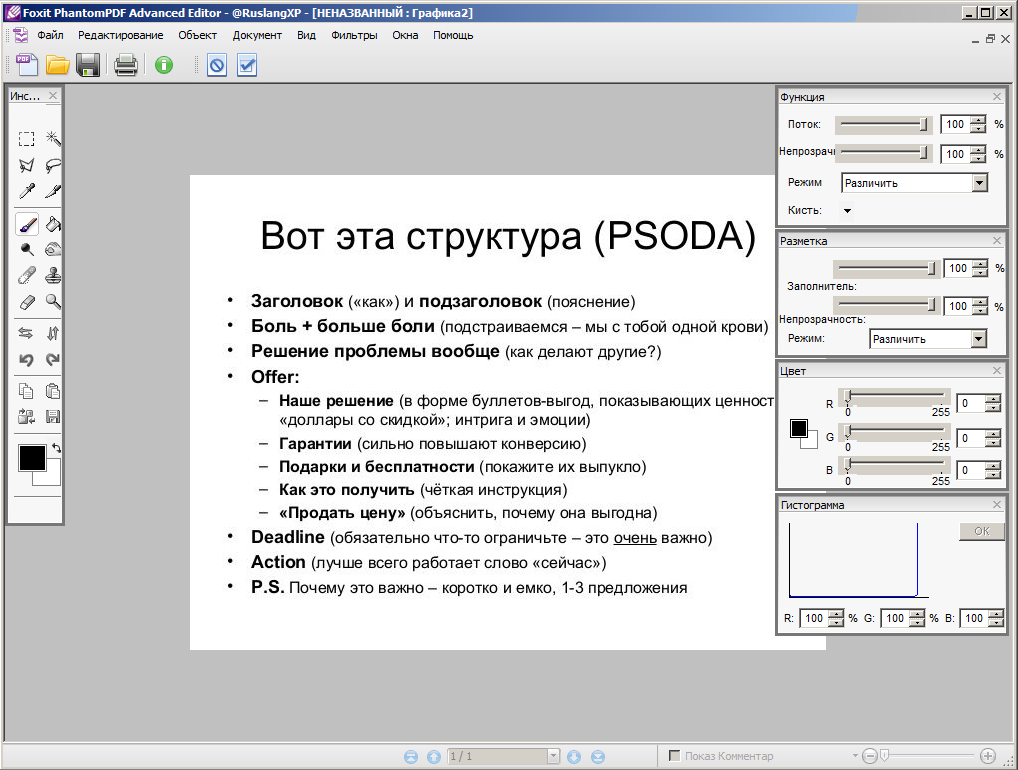 Foxit PhantomPDF Advanced Editor - @RuslangXP - [НЕНАЗВАННЫЙ : Графика2]
Файл Редактирование Объект Документ Вид Фильтры Окна Помощь
PDF
Инс...
Вот эта структура (PSODA)
• Заголовок («как») и подзаголовок (пояснение)
• Боль + больше боли (подстраиваемся – мы с тобой одной крови)
• Решение проблемы вообще (как делают другие?)
• Offer:
– Наше решение (в форме буллетов-выгод, показывающих ценност
«доллары со скидкой»; интрига и эмоции)
– Гарантии (сильно повышают конверсию)
– Подарки и бесплатности (покажите их выпукло)
– Как это получить (чёткая инструкция)
– «Продать цену» (объяснить, почему она выгодна)
• Deadline (обязательно что-то ограничьте – это очень важно)
• Action (лучше всего работает слово «сейчас»)
• P.S. Почему это важно – коротко и емко, 1-3 предложения
Функция
Поток: 100 %
Непрозрачн 100 %
Режим Различить
Кисть:
Разметка
100 %
Заполнитель:
100 %
Непрозрачность:
Режим: Различить
Цвет
R 0 255 0
G 0 255 0
B 0 255 0
Гистограмма
OK
R: 100 % G: 100 % B: 100
1 / 1 Показ Комментар